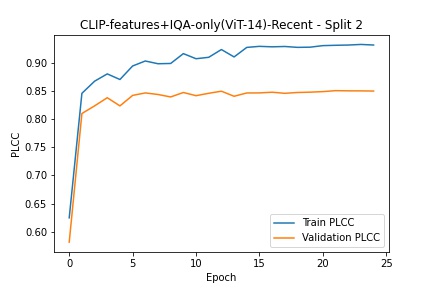 CLIP-features+IQA-only(ViT-14)-Recent - Split 2
PLCC
0.90
0.85
0.80
0.75
0.70
0.65
0.60
Train PLCC
Validation PLCC
0 5 10 15 20 25
Epoch